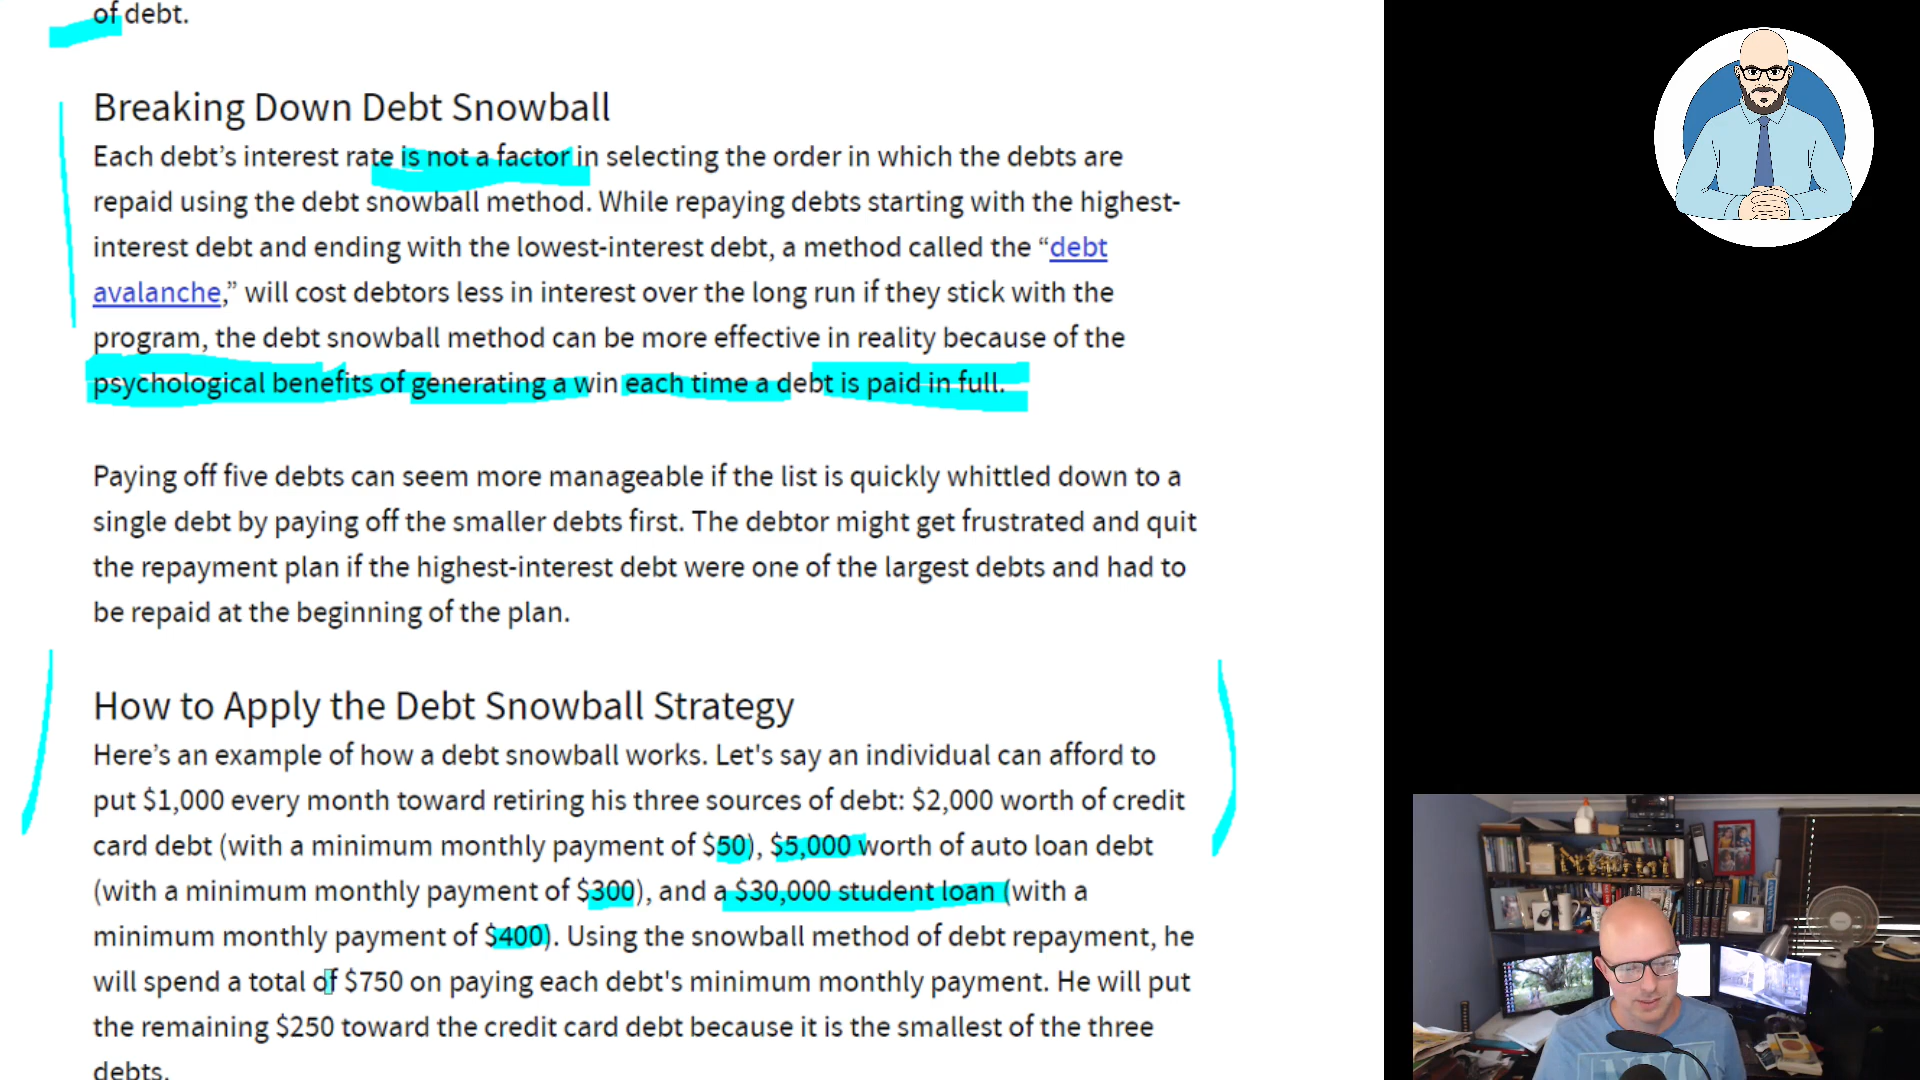 of debt.
Breaking Down Debt Snowball
Each debt’s interest rate is not a factor in selecting the order in which the debts are
repaid using the debt snowball method. While repaying debts starting with the highest-
interest debt and ending with the lowest-interest debt, a method called the “debt
avalanche,” will cost debtors less in interest over the long run if they stick with the
program, the debt snowball method can be more effective in reality because of the
psychological benefits of generating a win each time a debt is paid in full.
Paying off five debts can seem more manageable if the list is quickly whittled down to a
single debt by paying off the smaller debts first. The debtor might get frustrated and quit
the repayment plan if the highest-interest debt were one of the largest debts and had to
be repaid at the beginning of the plan.
How to Apply the Debt Snowball Strategy
Here’s an example of how a debt snowball works. Let's say an individual can afford to
put $1,000 every month toward retiring his three sources of debt: $2,000 worth of credit
card debt (with a minimum monthly payment of $50), $5,000 worth of auto loan debt
(with a minimum monthly payment of $300), and a $30,000 student loan (with a
minimum monthly payment of $400). Using the snowball method of debt repayment, he
will spend a total of $750 on paying each debt's minimum monthly payment. He will put
the remaining $250 toward the credit card debt because it is the smallest of the three
debts.